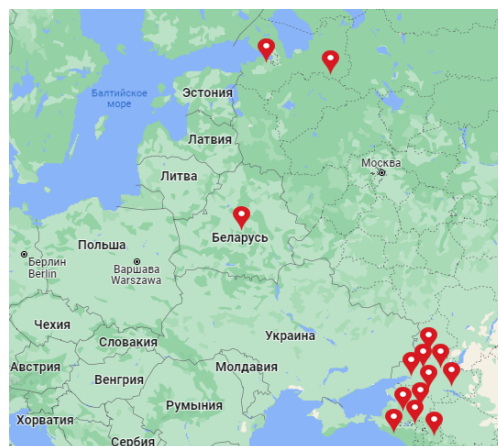 Балтийское
море
Эстония
Латвия
Москва
Литва
Беларусь
Польша
Берлин
Berlin
Варшава
Warszawa
Чехия
Украина
Словакия
Австрия
Молдавия
Венгрия
Румыния
Хорватия
Сербия